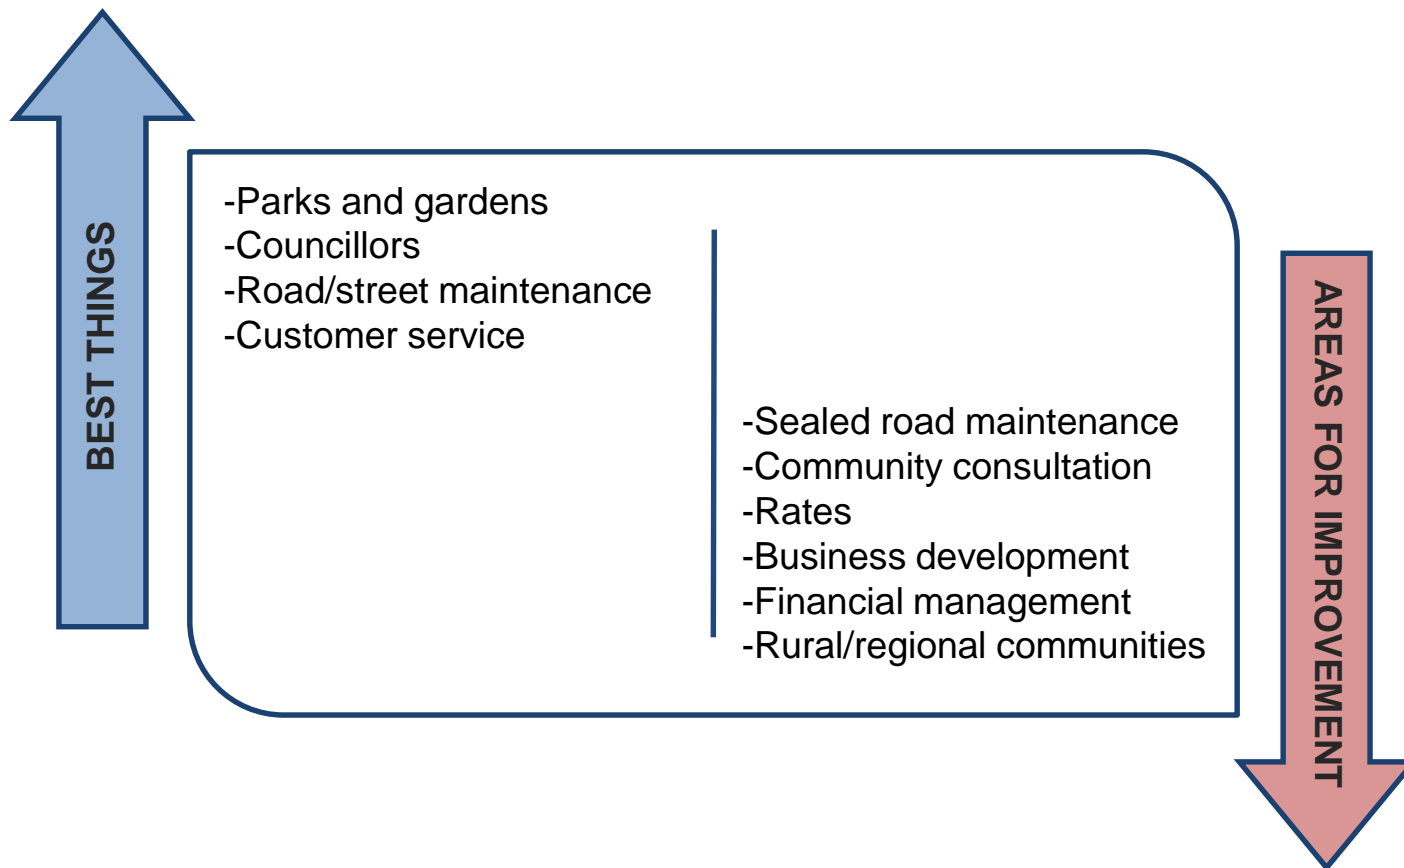 BEST THINGS
-Parks and gardens
-Councillors
-Road/street maintenance
-Customer service
-Sealed road maintenance
-Community consultation
-Rates
-Business development
-Financial management
-Rural/regional communities
AREAS FOR IMPROVEMENT